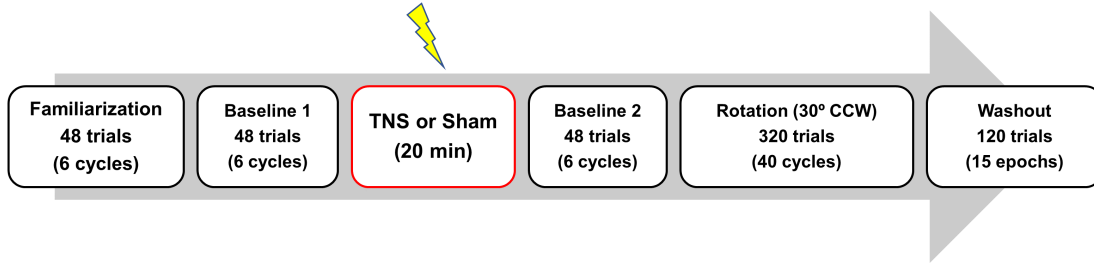 Familiarization
48 trials
(6 cycles)
Baseline 1
48 trials
(6 cycles)
TNS or Sham
(20 min)
Baseline 2
48 trials
(6 cycles)
Rotation (30º CCW)
320 trials
(40 cycles)
Washout
120 trials
(15 epochs)